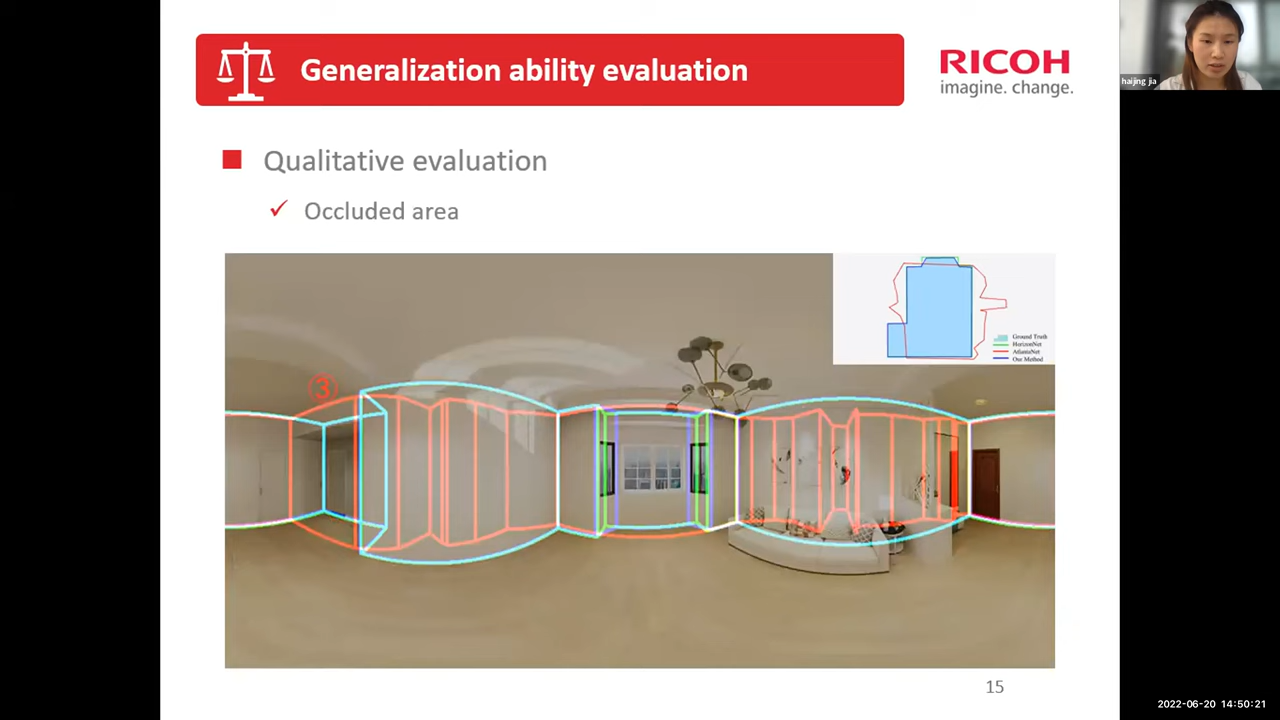 Generalization ability evaluation
RICOH
imagine. change.
haijing jia
Qualitative evaluation
Occluded area
Ground Truth
HorizonNet
AtlantaNet
Our Method
③
15
2022-06-20 14:50:21